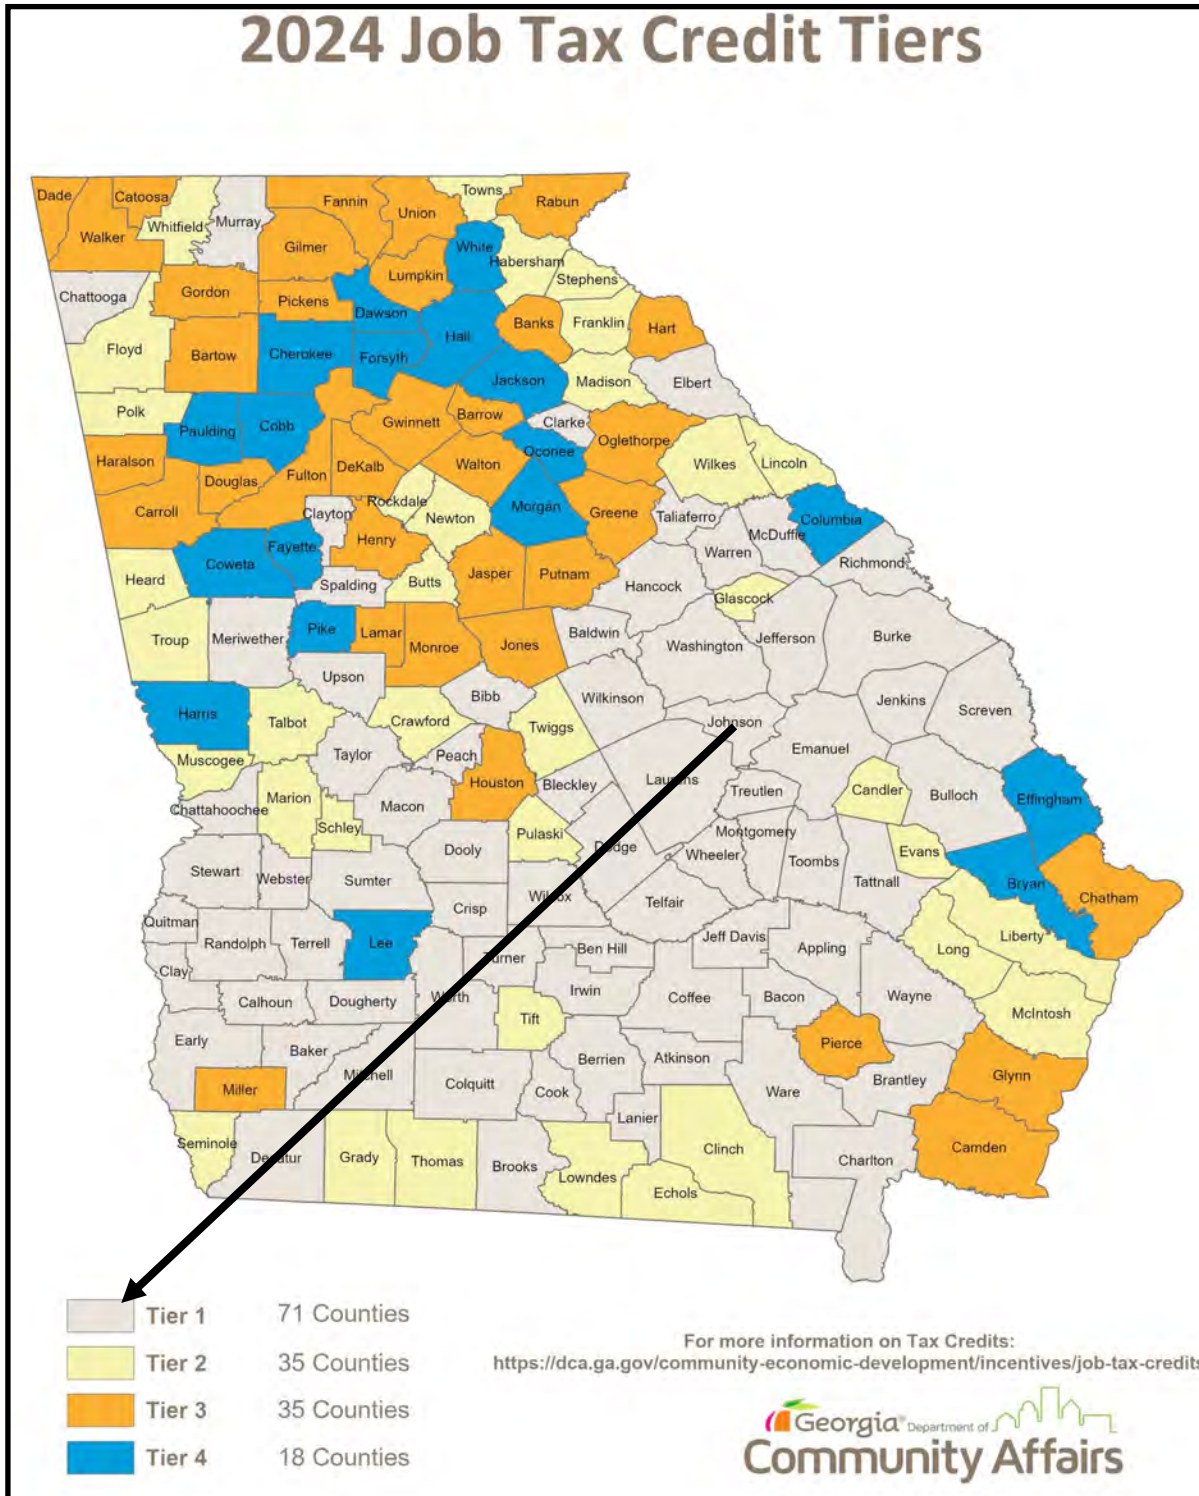 2024 Job Tax Credit Tiers
Dade
Catoosa
Whitfield
Murray
Fannin
Union
Towns
Rabun
Walker
Gilmer
White
Habersham
Lumpkin
Stephens
Chattooga
Gordon
Pickens
Dawson
Hall
Banks
Franklin
Hart
Floyd
Bartow
Cherokee
Forsyth
Jackson
Madison
Elbert
Polk
Paulding
Cobb
Gwinnett
Barrow
Clarke
Oconee
Oglethorpe
Haralson
Douglas
Fulton
DeKalb
Walton
Wilkes
Lincoln
Carroll
Clayton
Rockdale
Newton
Morgan
Greene
Taliaferro
McDuffie
Columbia
Henry
Warren
Richmond
Coweta
Fayette
Heard
Spalding
Butts
Jasper
Putnam
Hancock
Glascock
Troup
Meriwether
Pike
Lamar
Monroe
Jones
Baldwin
Washington
Jefferson
Burke
Upson
Bibb
Wilkinson
Jenkins
Screven
Harris
Talbot
Crawford
Twiggs
Johnson
Emanuel
Muscogee
Taylor
Peach
Houston
Bleckley
Laurens
Treutlen
Candler
Bulloch
Effingham
Chattahoochee
Marion
Macon
Schley
Pulaski
Dodge
Montgomery
Wheeler
Toombs
Evans
Stewart
Webster
Sumter
Dooly
Tattnall
Bryan
Chatham
Crisp
Wilcox
Telfair
Quitman
Randolph
Terrell
Lee
Turner
Ben Hill
Jeff Davis
Appling
Long
Liberty
Clay
Calhoun
Dougherty
Worth
Irwin
Coffee
Bacon
Wayne
McIntosh
Tift
Early
Baker
Mitchell
Berrien
Atkinson
Pierce
Miller
Colquitt
Cook
Ware
Brantley
Glynn
Lanier
Seminole
Decatur
Grady
Thomas
Brooks
Lowndes
Clinch
Echols
Charlton
Camden
Tier 1 71 Counties
Tier 2 35 Counties
Tier 3 35 Counties
Tier 4 18 Counties
For more information on Tax Credits:
https://dca.ga.gov/community-economic-development/incentives/job-tax-credits
Georgia® Department of
Community Affairs